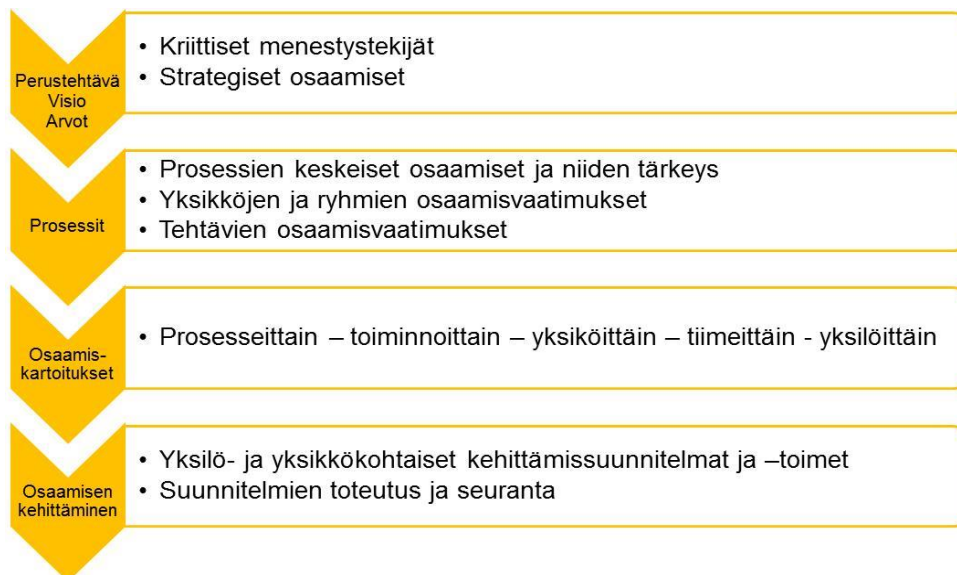 Perustehtävä
Visio
Arvot
• Kriittiset menestystekijät
• Strategiset osaamiset
Prosessit
• Prosessien keskeiset osaamiset ja niiden tärkeys
• Yksikköjen ja ryhmien osaamisvaatimukset
• Tehtävien osaamisvaatimukset
Osaamis-
kartoitukset
• Prosesseittain – toiminnoittain – yksiköittäin – tiimeittäin - yksilöittäin
Osaamisen
kehittäminen
• Yksilö- ja yksikkökohtaiset kehittämissuunnitelmat ja –toimet
• Suunnitelmien toteutus ja seuranta